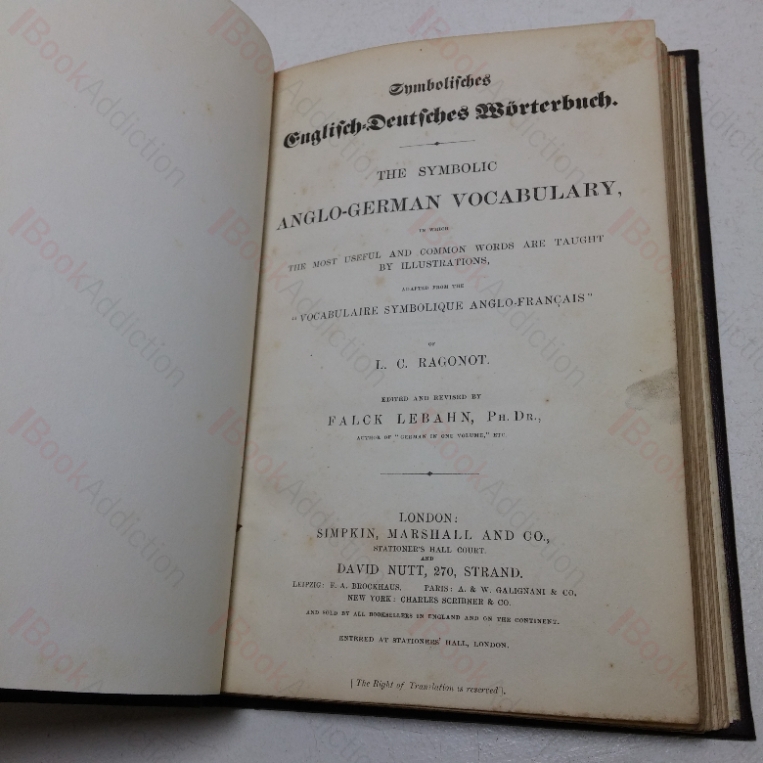 Symbolisches
Englisch-Deutsches Wörterbuch.
THE SYMBOLIC
ANGLO-GERMAN VOCABULARY,
IN WHICH
THE MOST USEFUL AND COMMON WORDS ARE TAUGHT
BY ILLUSTRATIONS,
ADAPTED FROM THE
"VOCABULAIRE SYMBOLIQUE ANGLO-FRANÇAIS"
OF
L. C. RAGONOT.
EDITED AND REVISED BY
FALCK LEBAHN, PH. DR.,
AUTHOR OF "GERMAN IN ONE VOLUME," ETC.
LONDON:
SIMPKIN, MARSHALL AND CO.,
STATIONER'S HALL COURT.
AND
DAVID NUTT, 270, STRAND.
LEIPZIG: F. A. BROCKHAUS. PARIS: A. & W. GALIGNANI & CO.
NEW YORK: CHARLES SCRIBNER & CO.
AND SOLD BY ALL BOOKSELLERS IN ENGLAND AND ON THE CONTINENT.
ENTERED AT STATIONERS' HALL, LONDON.
[The Right of Translation is reserved].
BookAddiction